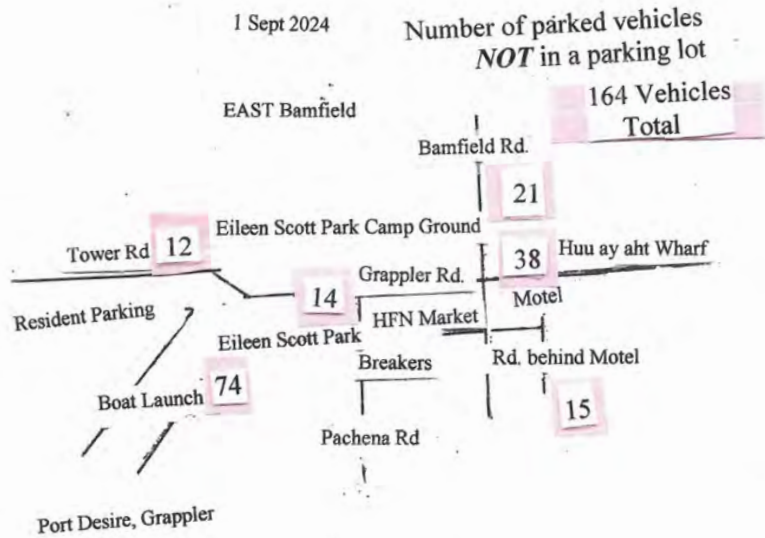 1 Sept 2024
Number of parked vehicles
NOT in a parking lot
164 Vehicles
Total
EAST Bamfield
Bamfield Rd.
21
Eileen Scott Park Camp Ground
Tower Rd
12
38
Huu ay aht Wharf
Grappler Rd.
14
Motel
Resident Parking
HFN Market
Eileen Scott Park
Breakers
Rd. behind Motel
74
Boat Launch
15
Pachena Rd
Port Desire, Grappler